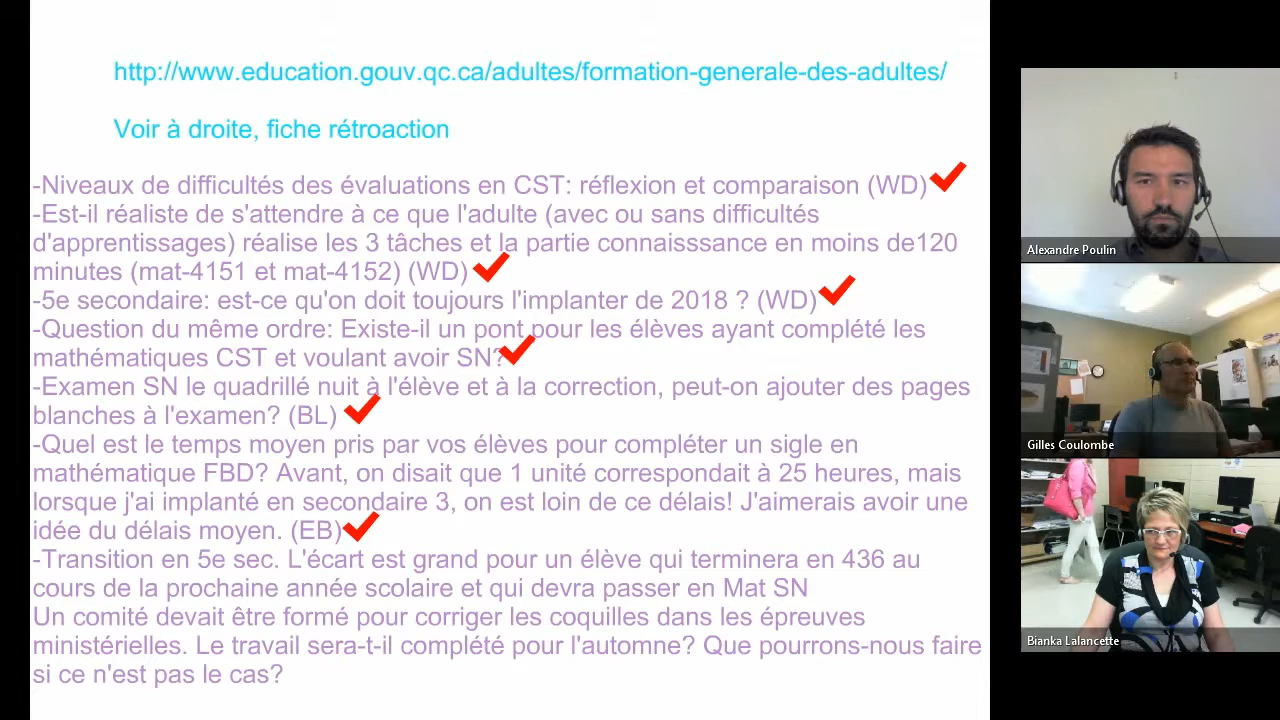 http://www.education.gouv.qc.ca/adultes/formation-generale-des-adultes/
Voir à droite, fiche rétroaction
-Niveaux de difficultés des évaluations en CST: réflexion et comparaison (WD)
-Est-il réaliste de s'attendre à ce que l'adulte (avec ou sans difficultés
d'apprentissages) réalise les 3 tâches et la partie connaisssance en moins de120
minutes (mat-4151 et mat-4152) (WD)
-5e secondaire: est-ce qu'on doit toujours l'implanter de 2018 ? (WD)
-Question du même ordre: Existe-il un pont pour les élèves ayant complété les
mathématiques CST et voulant avoir SN?
-Examen SN le quadrillé nuit à l'élève et à la correction, peut-on ajouter des pages
blanches à l'examen? (BL)
-Quel est le temps moyen pris par vos élèves pour compléter un sigle en
mathématique FBD? Avant, on disait que 1 unité correspondait à 25 heures, mais
lorsque j'ai implanté en secondaire 3, on est loin de ce délais! J'aimerais avoir une
idée du délais moyen. (EB)
-Transition en 5e sec. L'écart est grand pour un élève qui terminera en 436 au
cours de la prochaine année scolaire et qui devra passer en Mat SN
Un comité devait être formé pour corriger les coquilles dans les épreuves
ministérielles. Le travail sera-t-il complété pour l'automne? Que pourrons-nous faire
si ce n'est pas le cas?
Alexandre Poulin
Gilles Coulombe
Bianka Lalancette